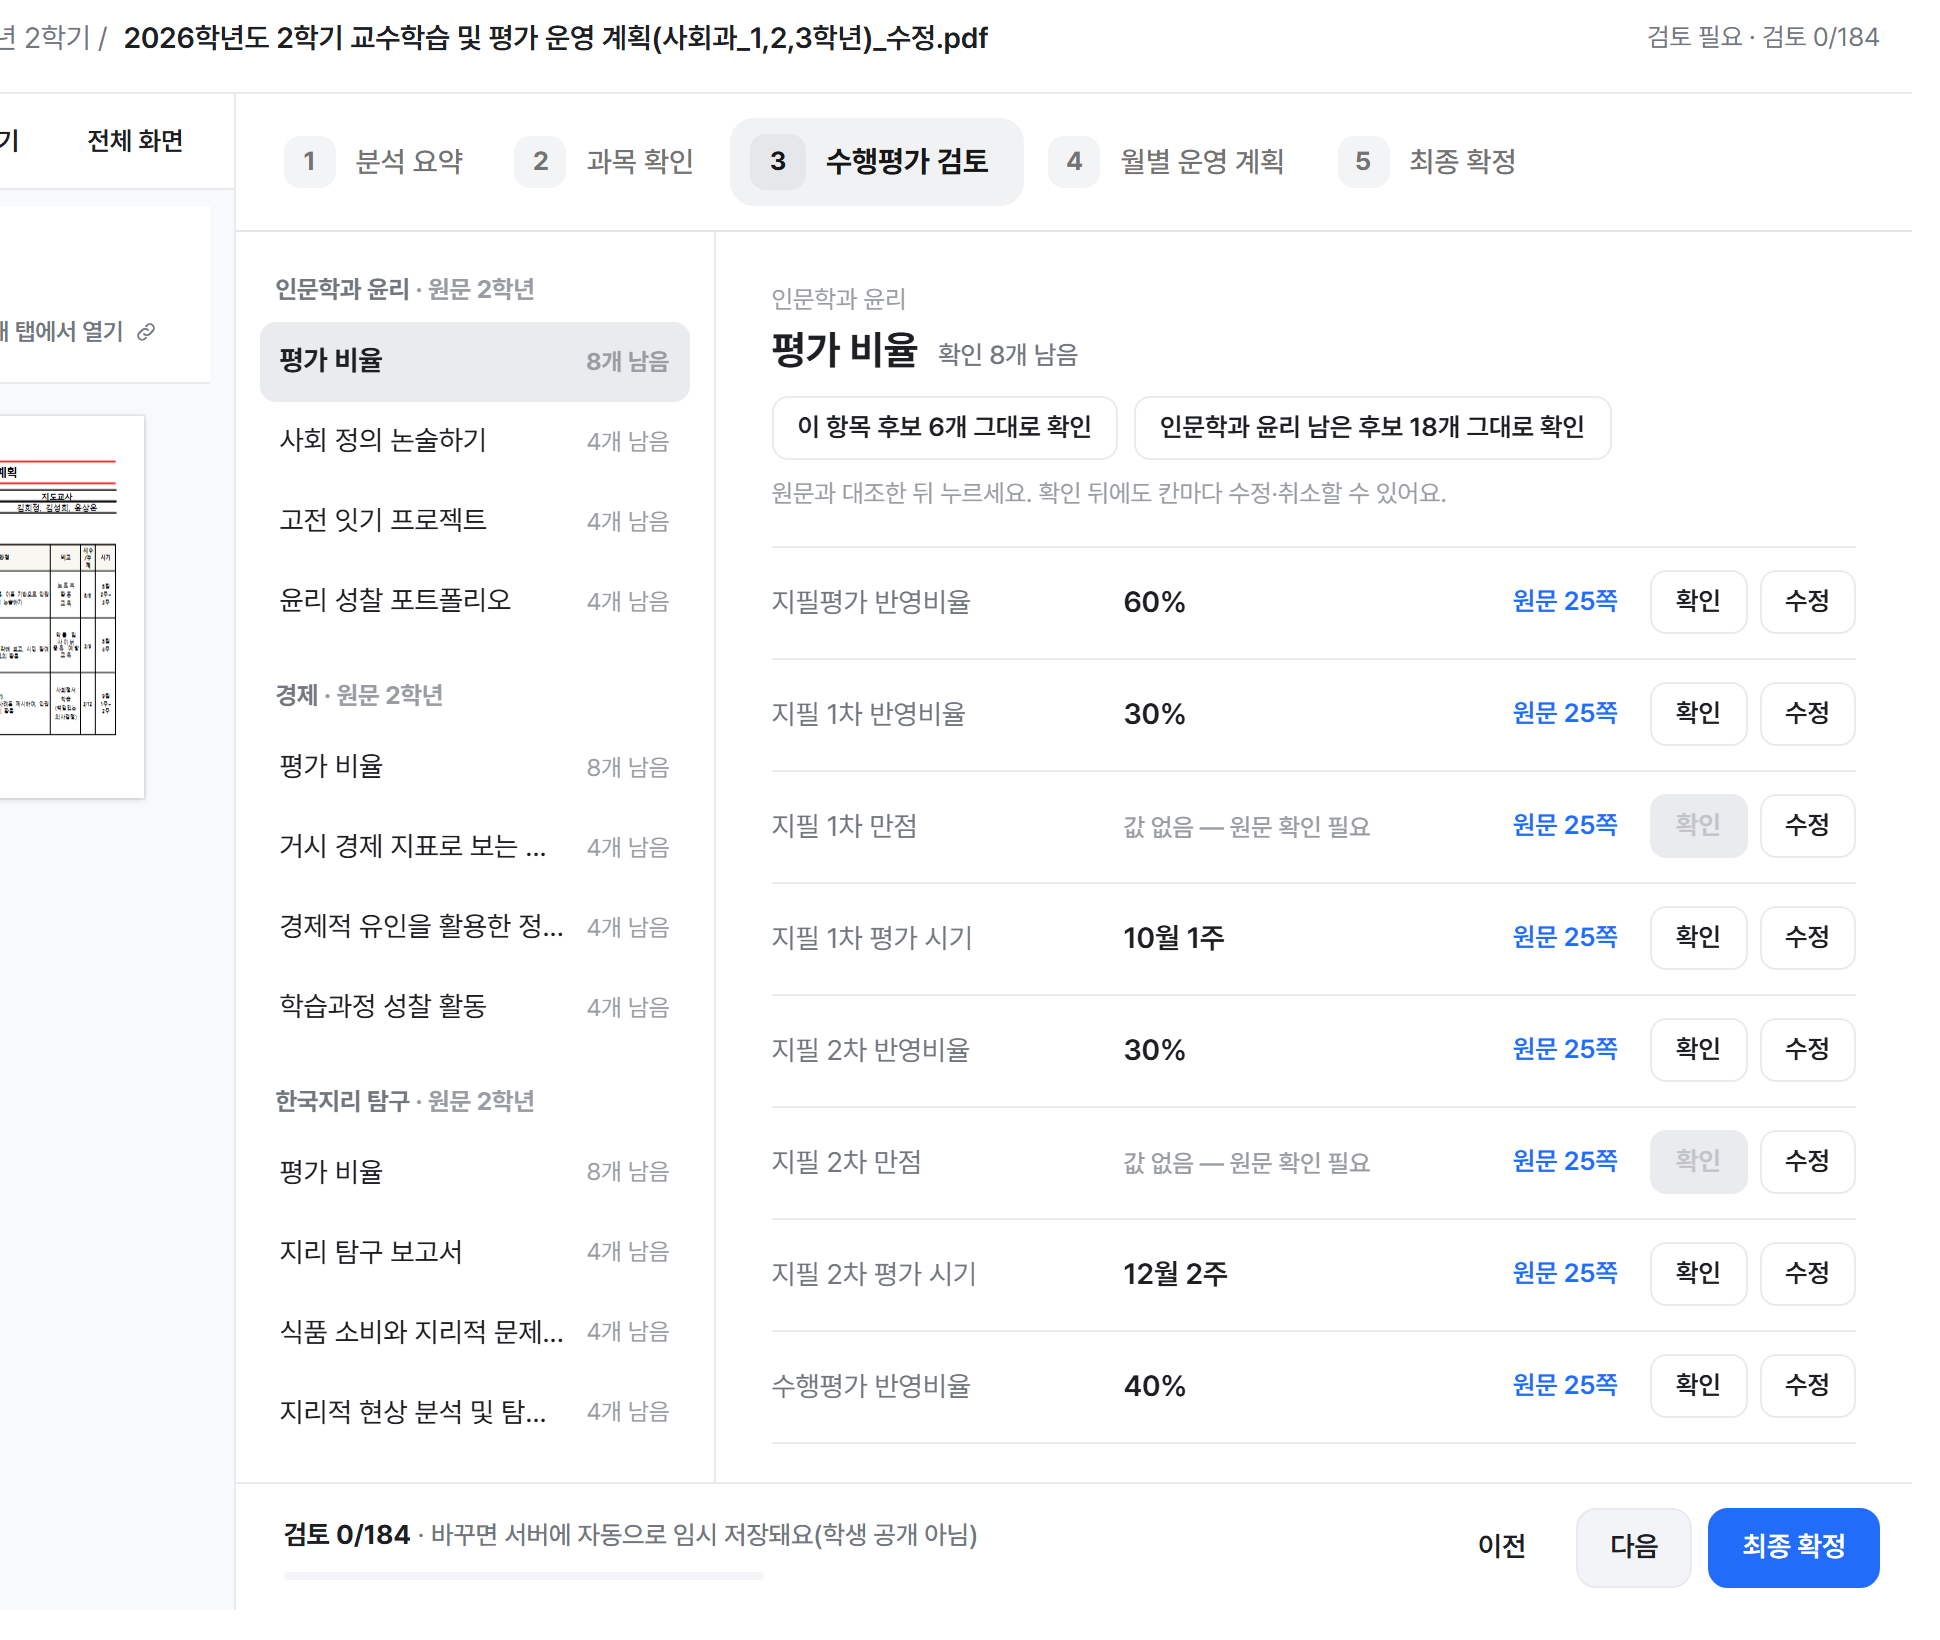 년 2학기 / 2026학년도 2학기 교수학습 및 평가 운영 계획(사회과_1,2,3학년)_수정.pdf
검토 필요 · 검토 0/184
기
전체 화면
탭에서 열기
계획
지도교사
비고
시기
1 분석 요약
2 과목 확인
3 수행평가 검토
4 월별 운영 계획
5 최종 확정
인문학과 윤리 · 원문 2학년
평가 비율 8개 남음
사회 정의 논술하기 4개 남음
고전 잇기 프로젝트 4개 남음
윤리 성찰 포트폴리오 4개 남음
경제 · 원문 2학년
평가 비율 8개 남음
거시 경제 지표로 보는 ... 4개 남음
경제적 유인을 활용한 정... 4개 남음
학습과정 성찰 활동 4개 남음
한국지리 탐구 · 원문 2학년
평가 비율 8개 남음
지리 탐구 보고서 4개 남음
식품 소비와 지리적 문제... 4개 남음
지리적 현상 분석 및 탐... 4개 남음
인문학과 윤리
평가 비율 확인 8개 남음
이 항목 후보 6개 그대로 확인
인문학과 윤리 남은 후보 18개 그대로 확인
원문과 대조한 뒤 누르세요. 확인 뒤에도 칸마다 수정·취소할 수 있어요.
지필평가 반영비율 60% 원문 25쪽 확인 수정
지필 1차 반영비율 30% 원문 25쪽 확인 수정
지필 1차 만점 값 없음 — 원문 확인 필요 원문 25쪽 확인 수정
지필 1차 평가 시기 10월 1주 원문 25쪽 확인 수정
지필 2차 반영비율 30% 원문 25쪽 확인 수정
지필 2차 만점 값 없음 — 원문 확인 필요 원문 25쪽 확인 수정
지필 2차 평가 시기 12월 2주 원문 25쪽 확인 수정
수행평가 반영비율 40% 원문 25쪽 확인 수정
검토 0/184 · 바꾸면 서버에 자동으로 임시 저장돼요(학생 공개 아님)
이전
다음
최종 확정